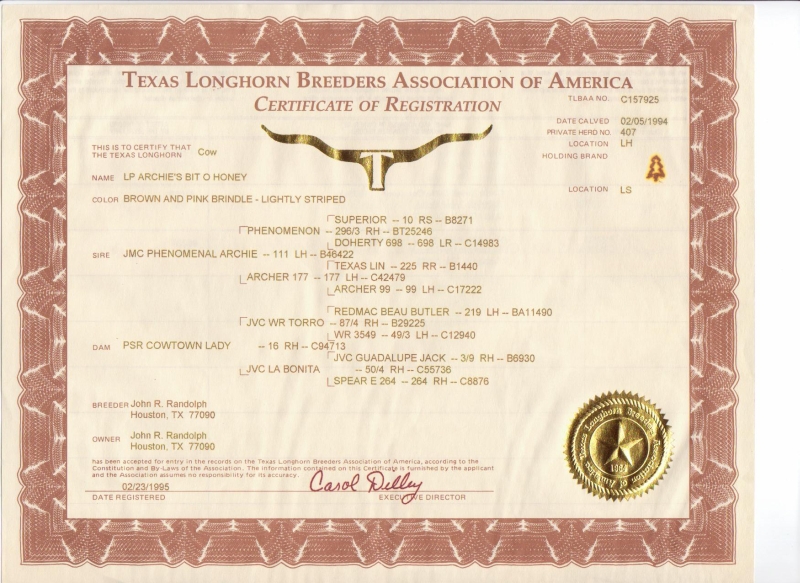 TEXAS LONGHORN BREEDERS ASSOCIATION OF AMERICA
CERTIFICATE OF REGISTRATION
TLBAA NO. C157925
DATE CALVED 02/05/1994
PRIVATE HERD NO. 407
LOCATION LH
HOLDING BRAND
LOCATION LS
THIS IS TO CERTIFY THAT
THE TEXAS LONGHORN Cow
T
NAME LP ARCHIE'S BIT O HONEY
COLOR BROWN AND PINK BRINDLE - LIGHTLY STRIPED
SUPERIOR -- 10 RS -- B8271
PHENOMENON -- 296/3 RH -- BT25246
DOHERTY 698 -- 698 LR -- C14983
SIRE JMC PHENOMENAL ARCHIE -- 111 LH -- B46422
TEXAS LIN -- 225 RR -- B1440
ARCHER 177 -- 177 LH -- C42479
ARCHER 99 -- 99 LH -- C17222
REDMAC BEAU BUTLER -- 219 LH -- BA11490
JVC WR TORRO -- 87/4 RH -- B29225
WR 3549 -- 49/3 LH -- C12940
DAM PSR COWTOWN LADY -- 16 RH -- C94713
JVC GUADALUPE JACK -- 3/9 RH -- B6930
JVC LA BONITA -- 50/4 RH -- C55736
SPEAR E 264 -- 264 RH -- C8876
BREEDER John R. Randolph
Houston, TX 77090
OWNER John R. Randolph
Houston, TX 77090
has been accepted for entry in the records on the Texas Longhorn Breeders Association of America, according to the
Constitution and By-Laws of the Association. The information contained on this Certificate is furnished by the applicant
and the Association assumes no responsibility for its accuracy.
02/23/1995 Carol Dilley
DATE REGISTERED EXECUTIVE DIRECTOR
Texas Longhorn Breeders Association of America
1964